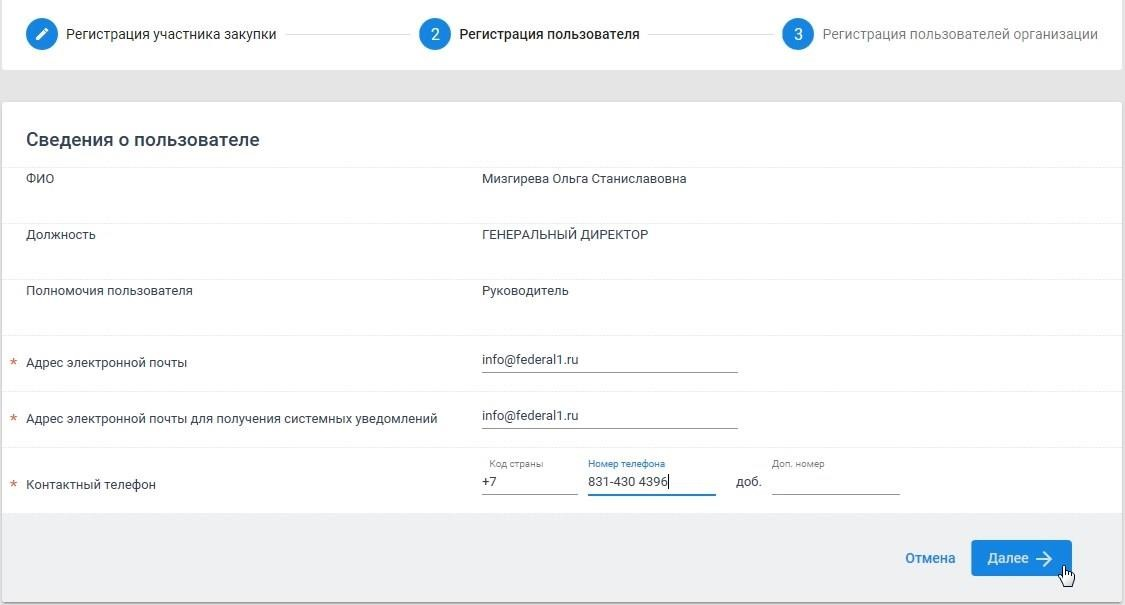 Регистрация участника закупки
2 Регистрация пользователя
3 Регистрация пользователей организации
Сведения о пользователе
ФИО Мизгирева Ольга Станиславовна
Должность ГЕНЕРАЛЬНЫЙ ДИРЕКТОР
Полномочия пользователя Руководитель
* Адрес электронной почты info@federal1.ru
* Адрес электронной почты для получения системных уведомлений info@federal1.ru
Код страны Номер телефона Доп. номер
* Контактный телефон +7 831-430 4396 доб.
Отмена Далее →